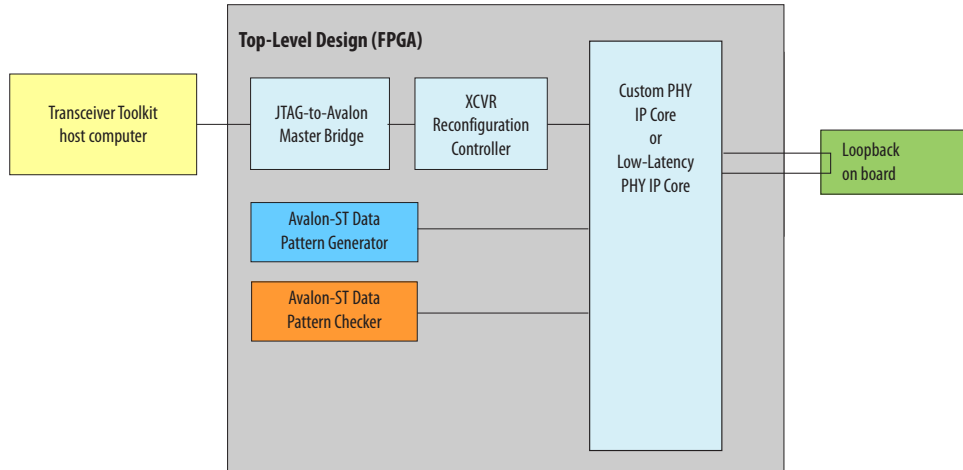 Top-Level Design (FPGA)
Transceiver Toolkit
host computer
JTAG-to-Avalon
Master Bridge
XCVR
Reconfiguration
Controller
Custom PHY
IP Core
or
Low-Latency
PHY IP Core
Loopback
on board
Avalon-ST Data
Pattern Generator
Avalon-ST Data
Pattern Checker